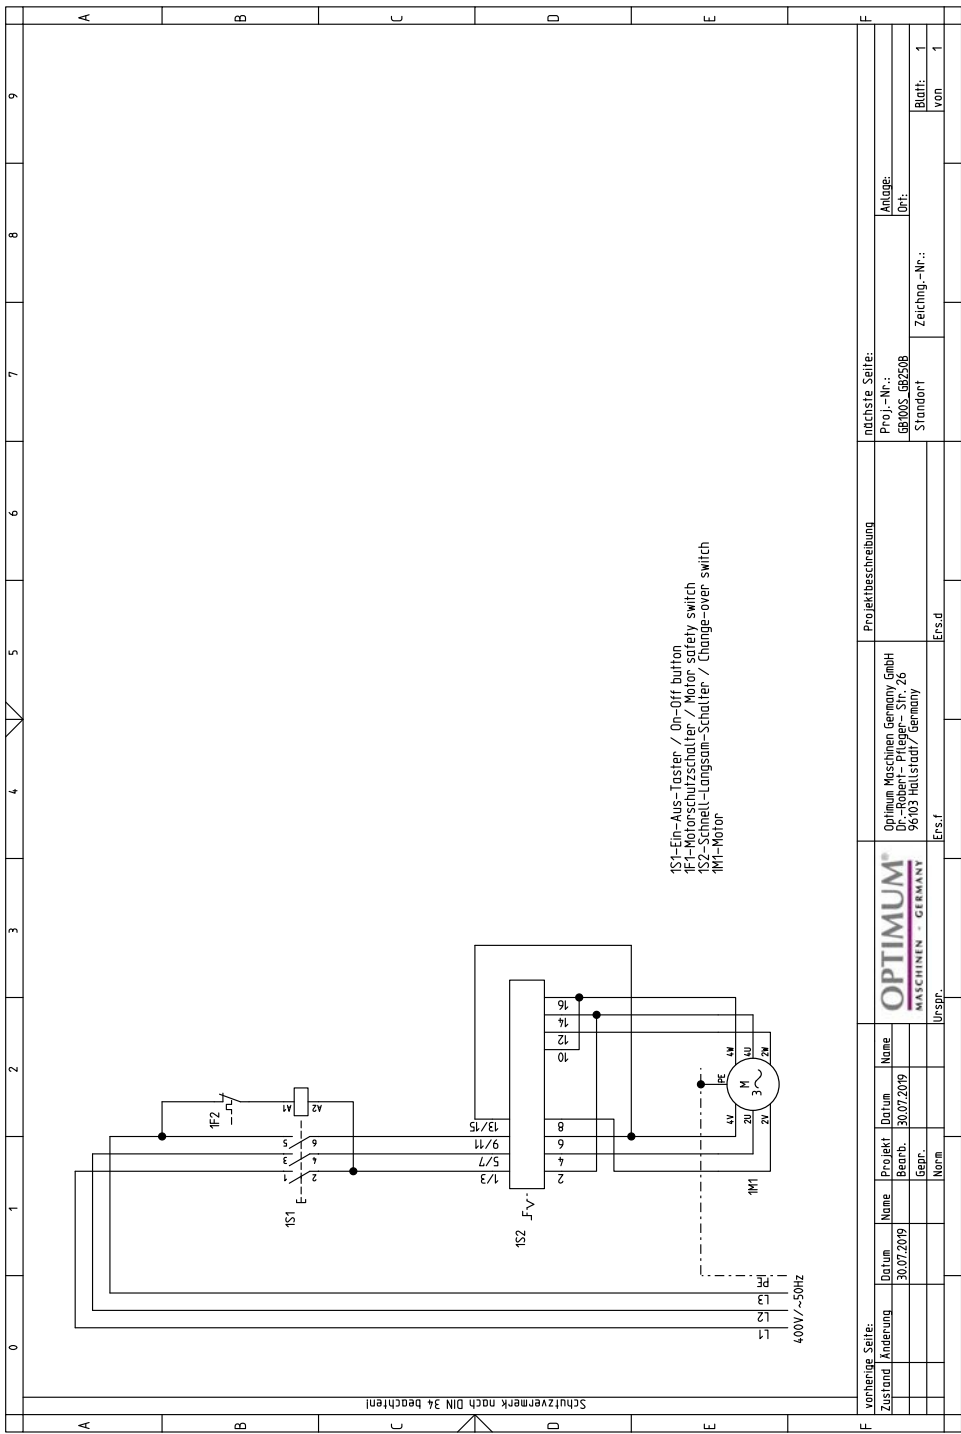 0 1 2 3 4 5 6 7 8 9
A
B
C
D
E
F
A
B
C
D
E
F
Schutzvermerk nach DIN 34 beachten!
1F2
A1
A2
1 3 5
2 4 6
1S1
1/3 5/7 9/11 13/15
1S2
2 4 6 8 10 12 14 16
PE
4V 2U 2V
4W 4U 2W
M
3
1M1
L1 L2 L3 PE
400V/~50Hz
1S1-Ein-Aus-Taster / On-Off button
1F1-Motorschutzschalter / Motor safety switch
1S2-Schnell-Langsam-Schalter / Change-over switch
1M1-Motor
vorherige Seite:
Projektbeschreibung
nächste Seite:
Zustand Änderung Datum Name
30.07.2019
Projekt Datum Name
Bearb. 30.07.2019
Gepr.
Norm
OPTIMUM®
MASCHINEN - GERMANY
Optimum Maschinen Germany GmbH
Dr.-Robert- Pfleger- Str. 26
96103 Hallstadt/ Germany
Urspr. Ers.f Ers.d
Proj.-Nr.:
GB100S_GB250B
Anlage:
Ort:
Standort
Zeichng.-Nr.:
Blatt: 1
von 1